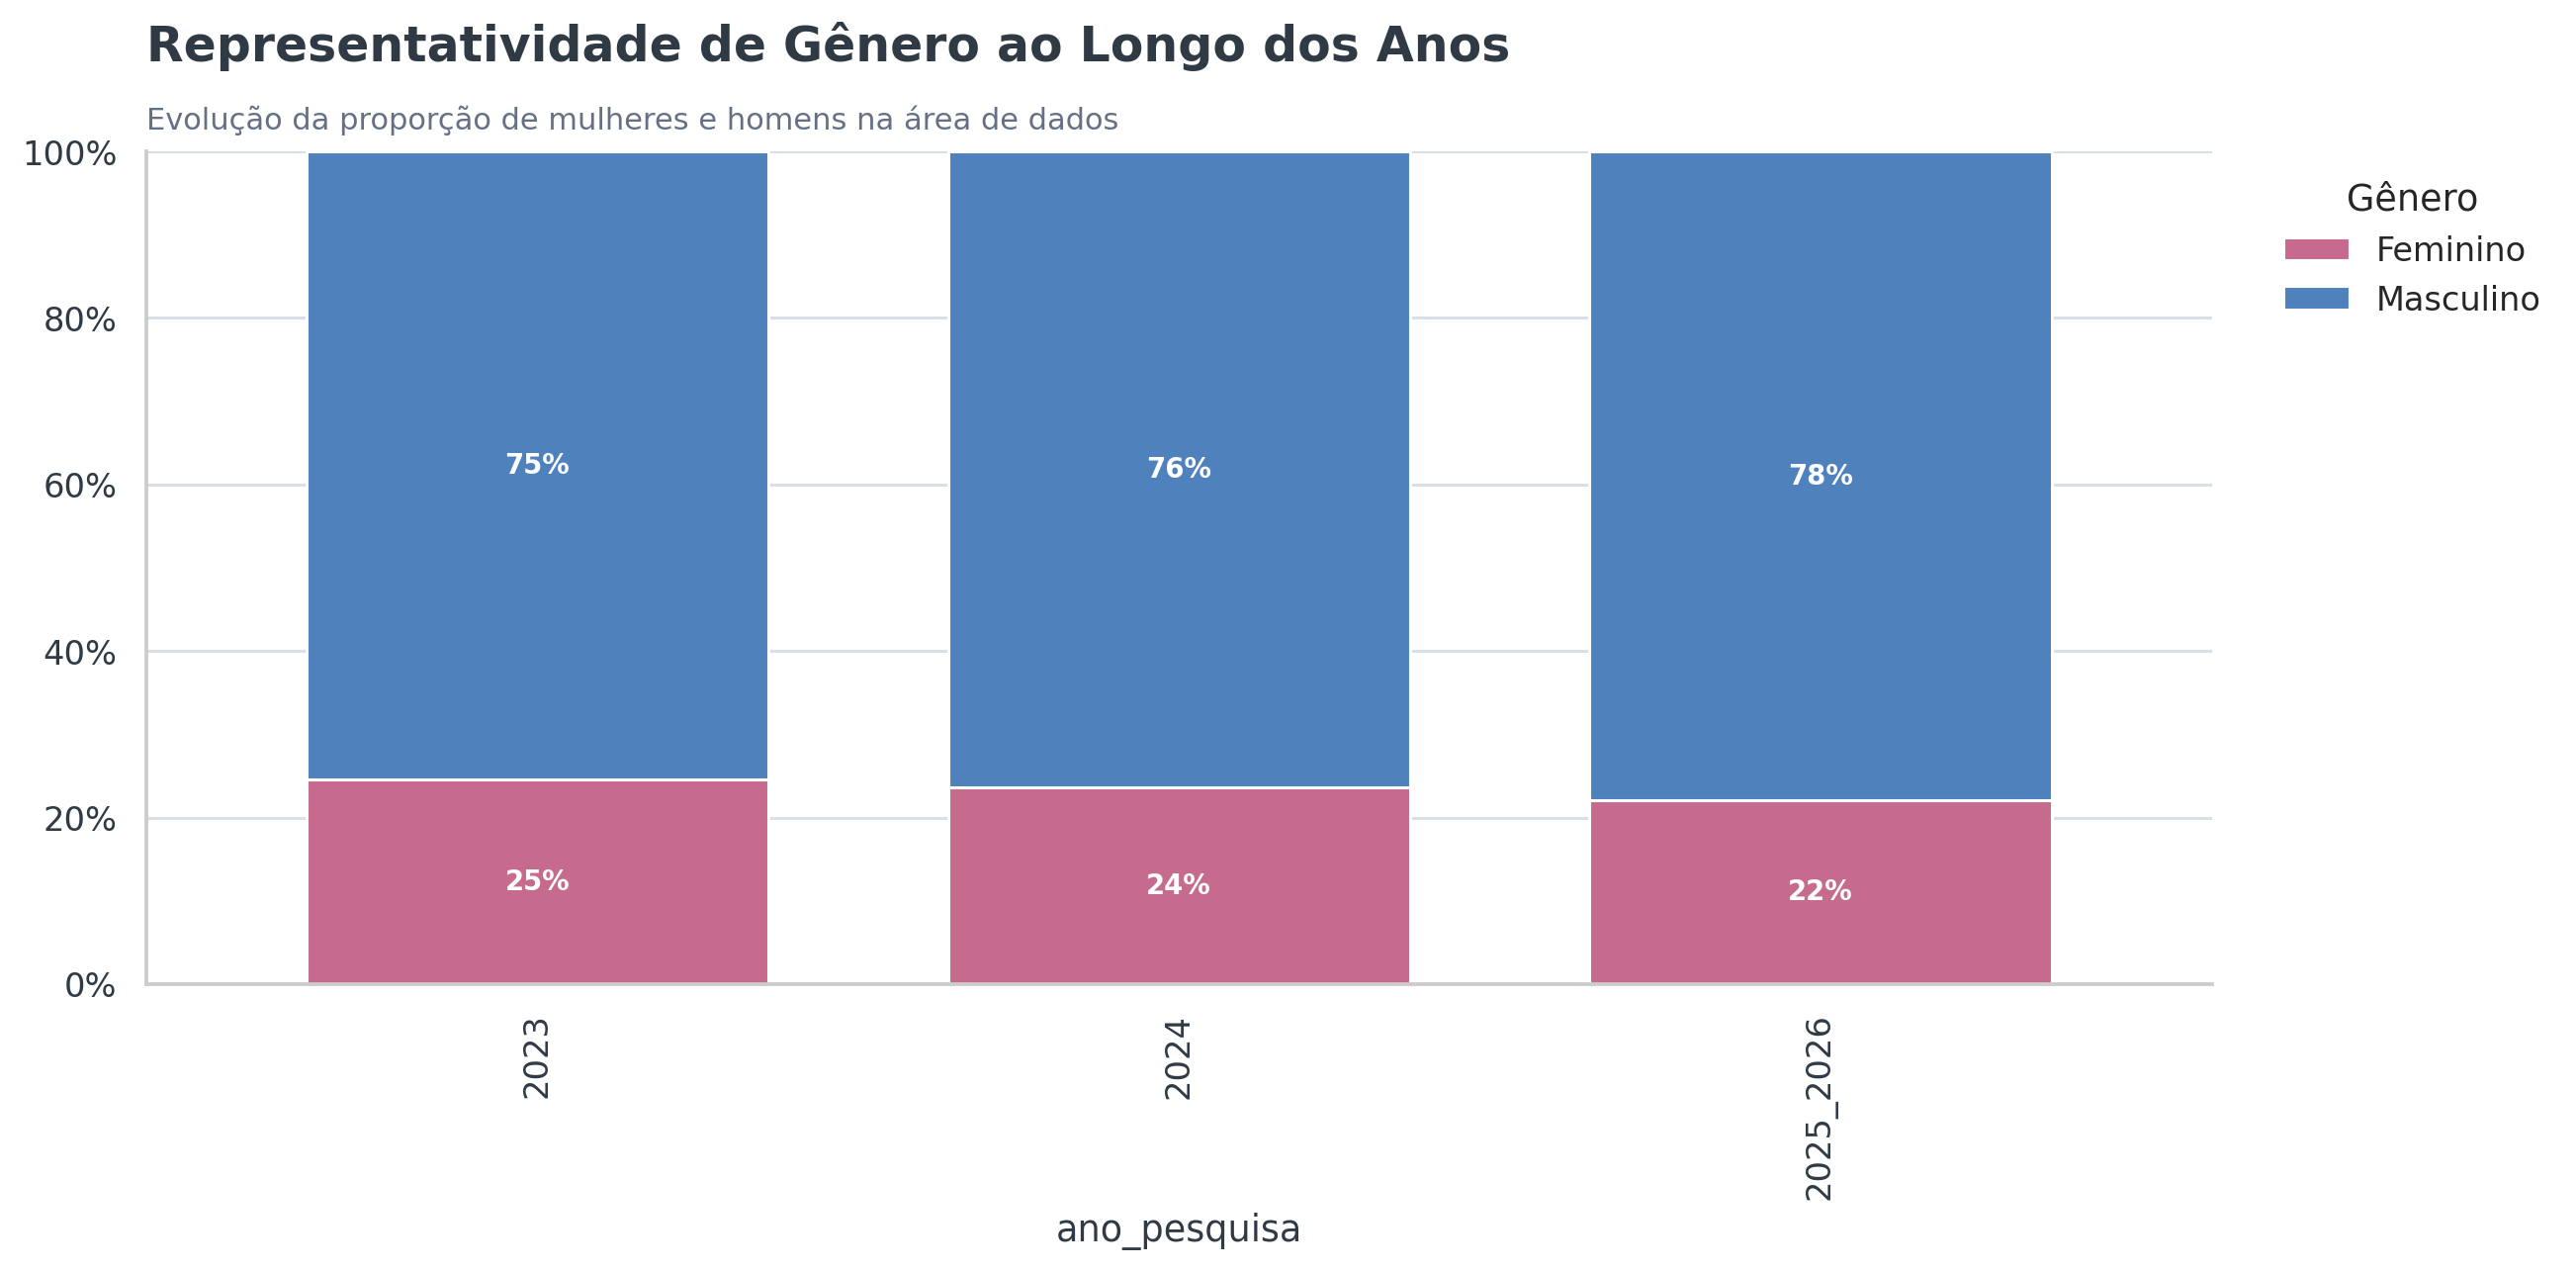 Representatividade de Gênero ao Longo dos Anos
Evolução da proporção de mulheres e homens na área de dados
100%
80%
60%
40%
20%
0%
75%
76%
78%
25%
24%
22%
2023
2024
2025_2026
ano_pesquisa
Gênero
Feminino
Masculino